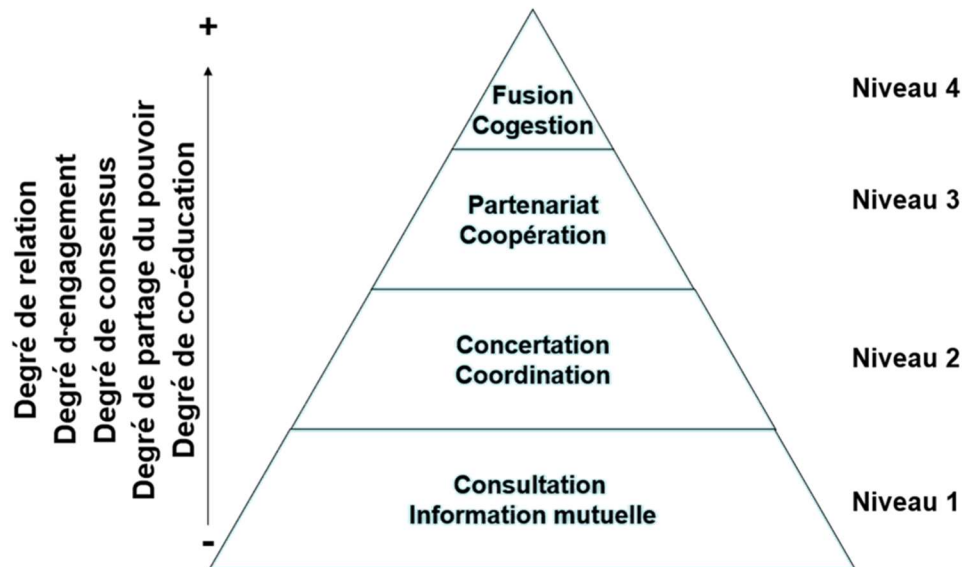 +
Degré de relation
Degré d-engagement
Degré de consensus
Degré de partage du pouvoir
Degré de co-éducation
-
Fusion
Cogestion
Niveau 4
Partenariat
Coopération
Niveau 3
Concertation
Coordination
Niveau 2
Consultation
Information mutuelle
Niveau 1